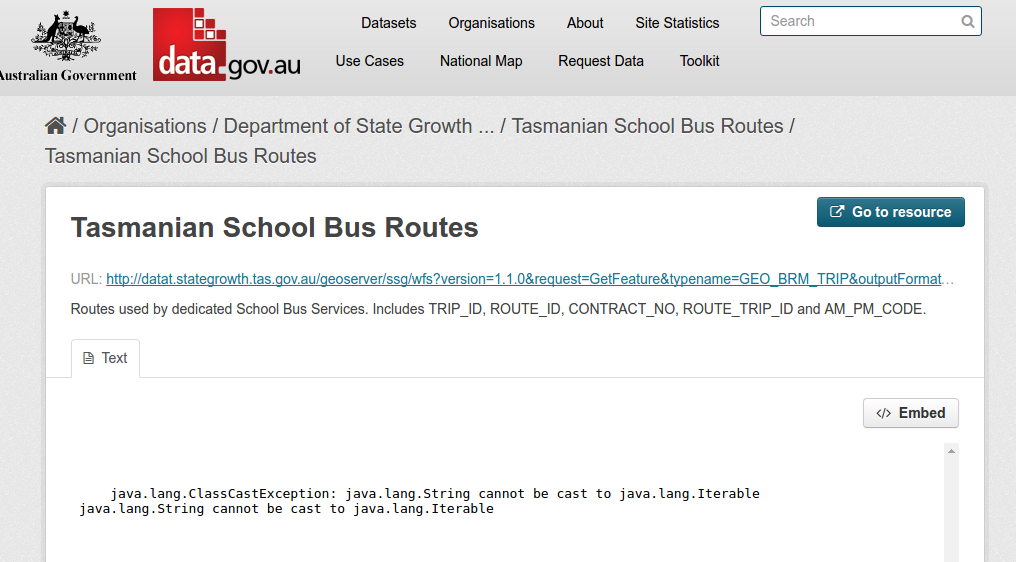 Datasets Organisations About Site Statistics
Search
Australian Government
data.gov.au
Use Cases National Map Request Data Toolkit
/ Organisations / Department of State Growth ... / Tasmanian School Bus Routes /
Tasmanian School Bus Routes
Tasmanian School Bus Routes
Go to resource
URL: http://datat.stategrowth.tas.gov.au/geoserver/ssg/wfs?version=1.1.0&request=GetFeature&typename=GEO_BRM_TRIP&outputFormat...
Routes used by dedicated School Bus Services. Includes TRIP_ID, ROUTE_ID, CONTRACT_NO, ROUTE_TRIP_ID and AM_PM_CODE.
Text
</> Embed
java.lang.ClassCastException: java.lang.String cannot be cast to java.lang.Iterable
java.lang.String cannot be cast to java.lang.Iterable